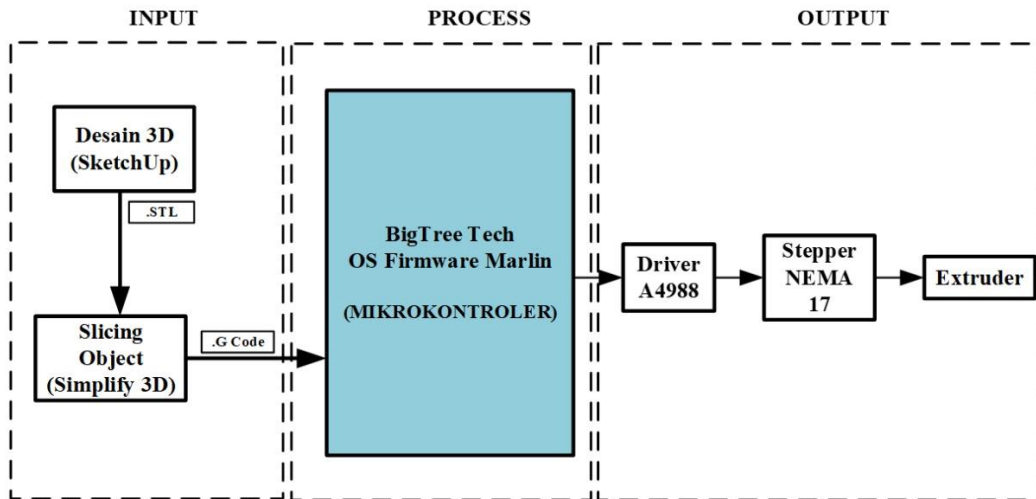 INPUT
PROCESS
OUTPUT
Desain 3D
(SketchUp)
.STL
Slicing
Object
(Simplify 3D)
.G Code
BigTree Tech
OS Firmware Marlin
(MIKROKONTROLER)
Driver
A4988
Stepper
NEMA
17
Extruder